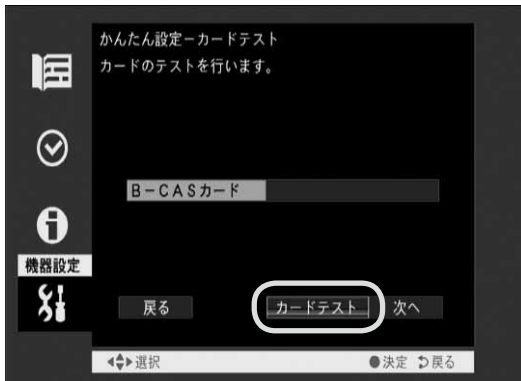 かんたん設定－カードテスト
カードのテストを行います。
B－CASカード
機器設定
戻る
カードテスト
次へ
選択
決定
戻る